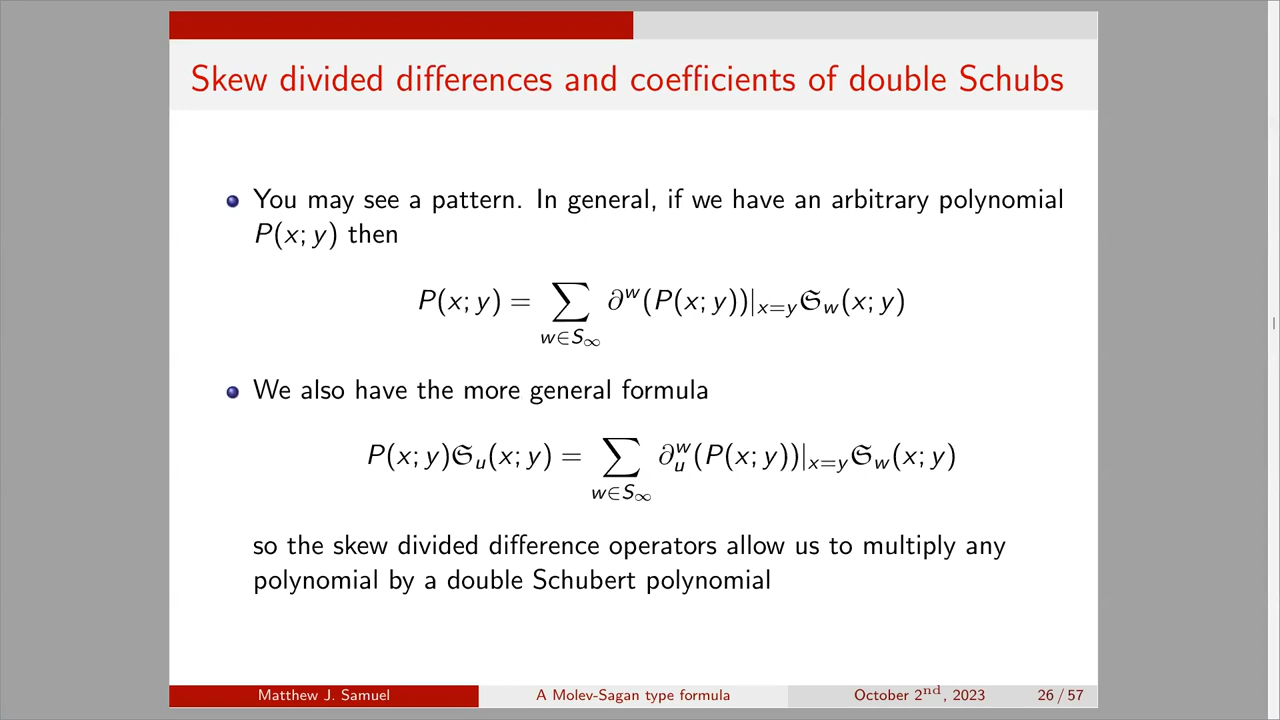 Skew divided differences and coefficients of double Schubs
You may see a pattern. In general, if we have an arbitrary polynomial
P(x; y) then
P(x; y) = ∑_{w∈S_∞} ∂^w(P(x; y))|_{x=y}𝔖_w(x; y)
We also have the more general formula
P(x; y)𝔖_u(x; y) = ∑_{w∈S_∞} ∂_u^w(P(x; y))|_{x=y}𝔖_w(x; y)
so the skew divided difference operators allow us to multiply any
polynomial by a double Schubert polynomial
Matthew J. Samuel
A Molev-Sagan type formula
October 2nd, 2023
26 / 57